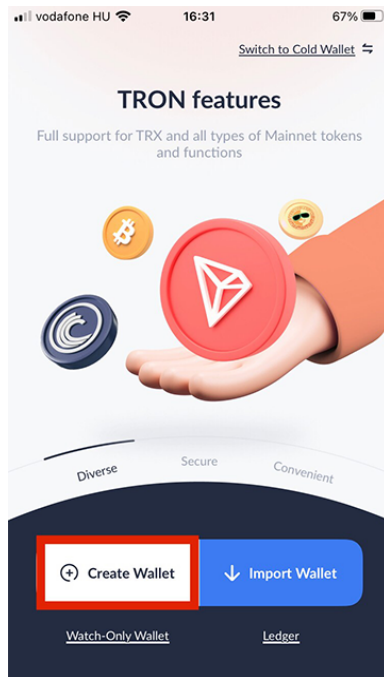 vodafone HU 16:31 67%
Switch to Cold Wallet
TRON features
Full support for TRX and all types of Mainnet tokens
and functions
Diverse Secure Convenient
Create Wallet Import Wallet
Watch-Only Wallet Ledger